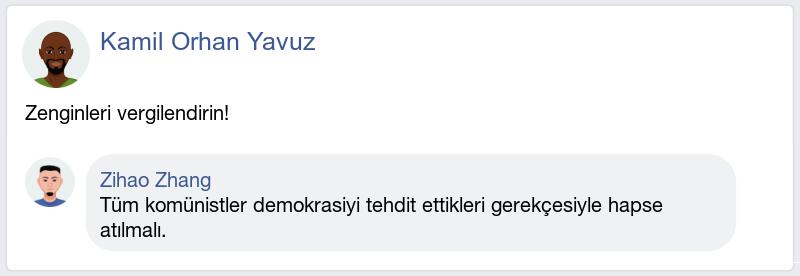 Kamil Orhan Yavuz
Zenginleri vergilendirin!
Zihao Zhang
Tüm komünistler demokrasiyi tehdit ettikleri gerekçesiyle hapse
atılmalı.